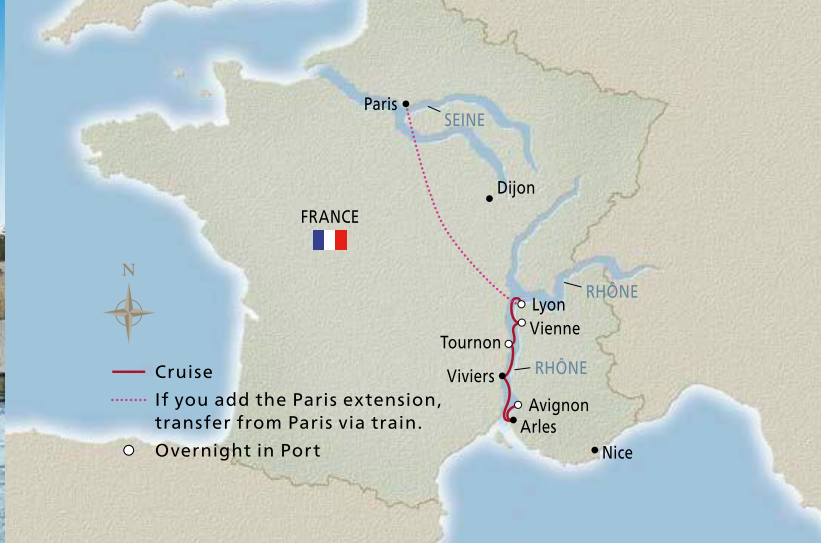 Paris
SEINE
Dijon
FRANCE
N
RHÔNE
Lyon
Vienne
Tournon
RHÔNE
Viviers
Cruise
If you add the Paris extension,
transfer from Paris via train.
Avignon
Arles
Overnight in Port
Nice